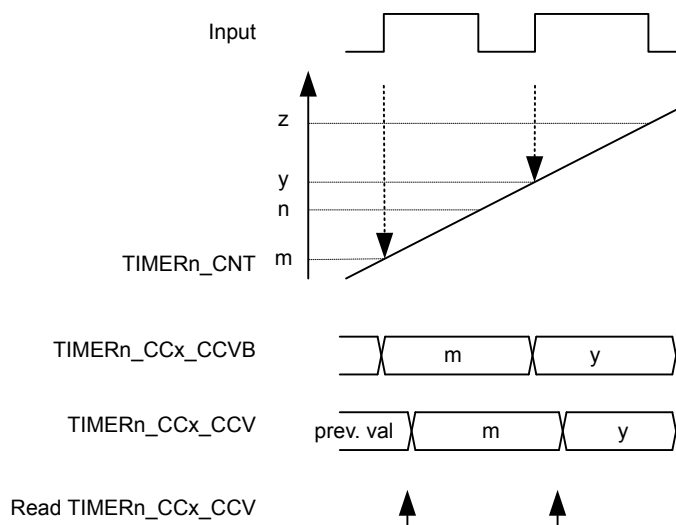 Input
z
y
n
TIMERn_CNT m
TIMERn_CCx_CCVB m y
TIMERn_CCx_CCV prev. val m y
Read TIMERn_CCx_CCV